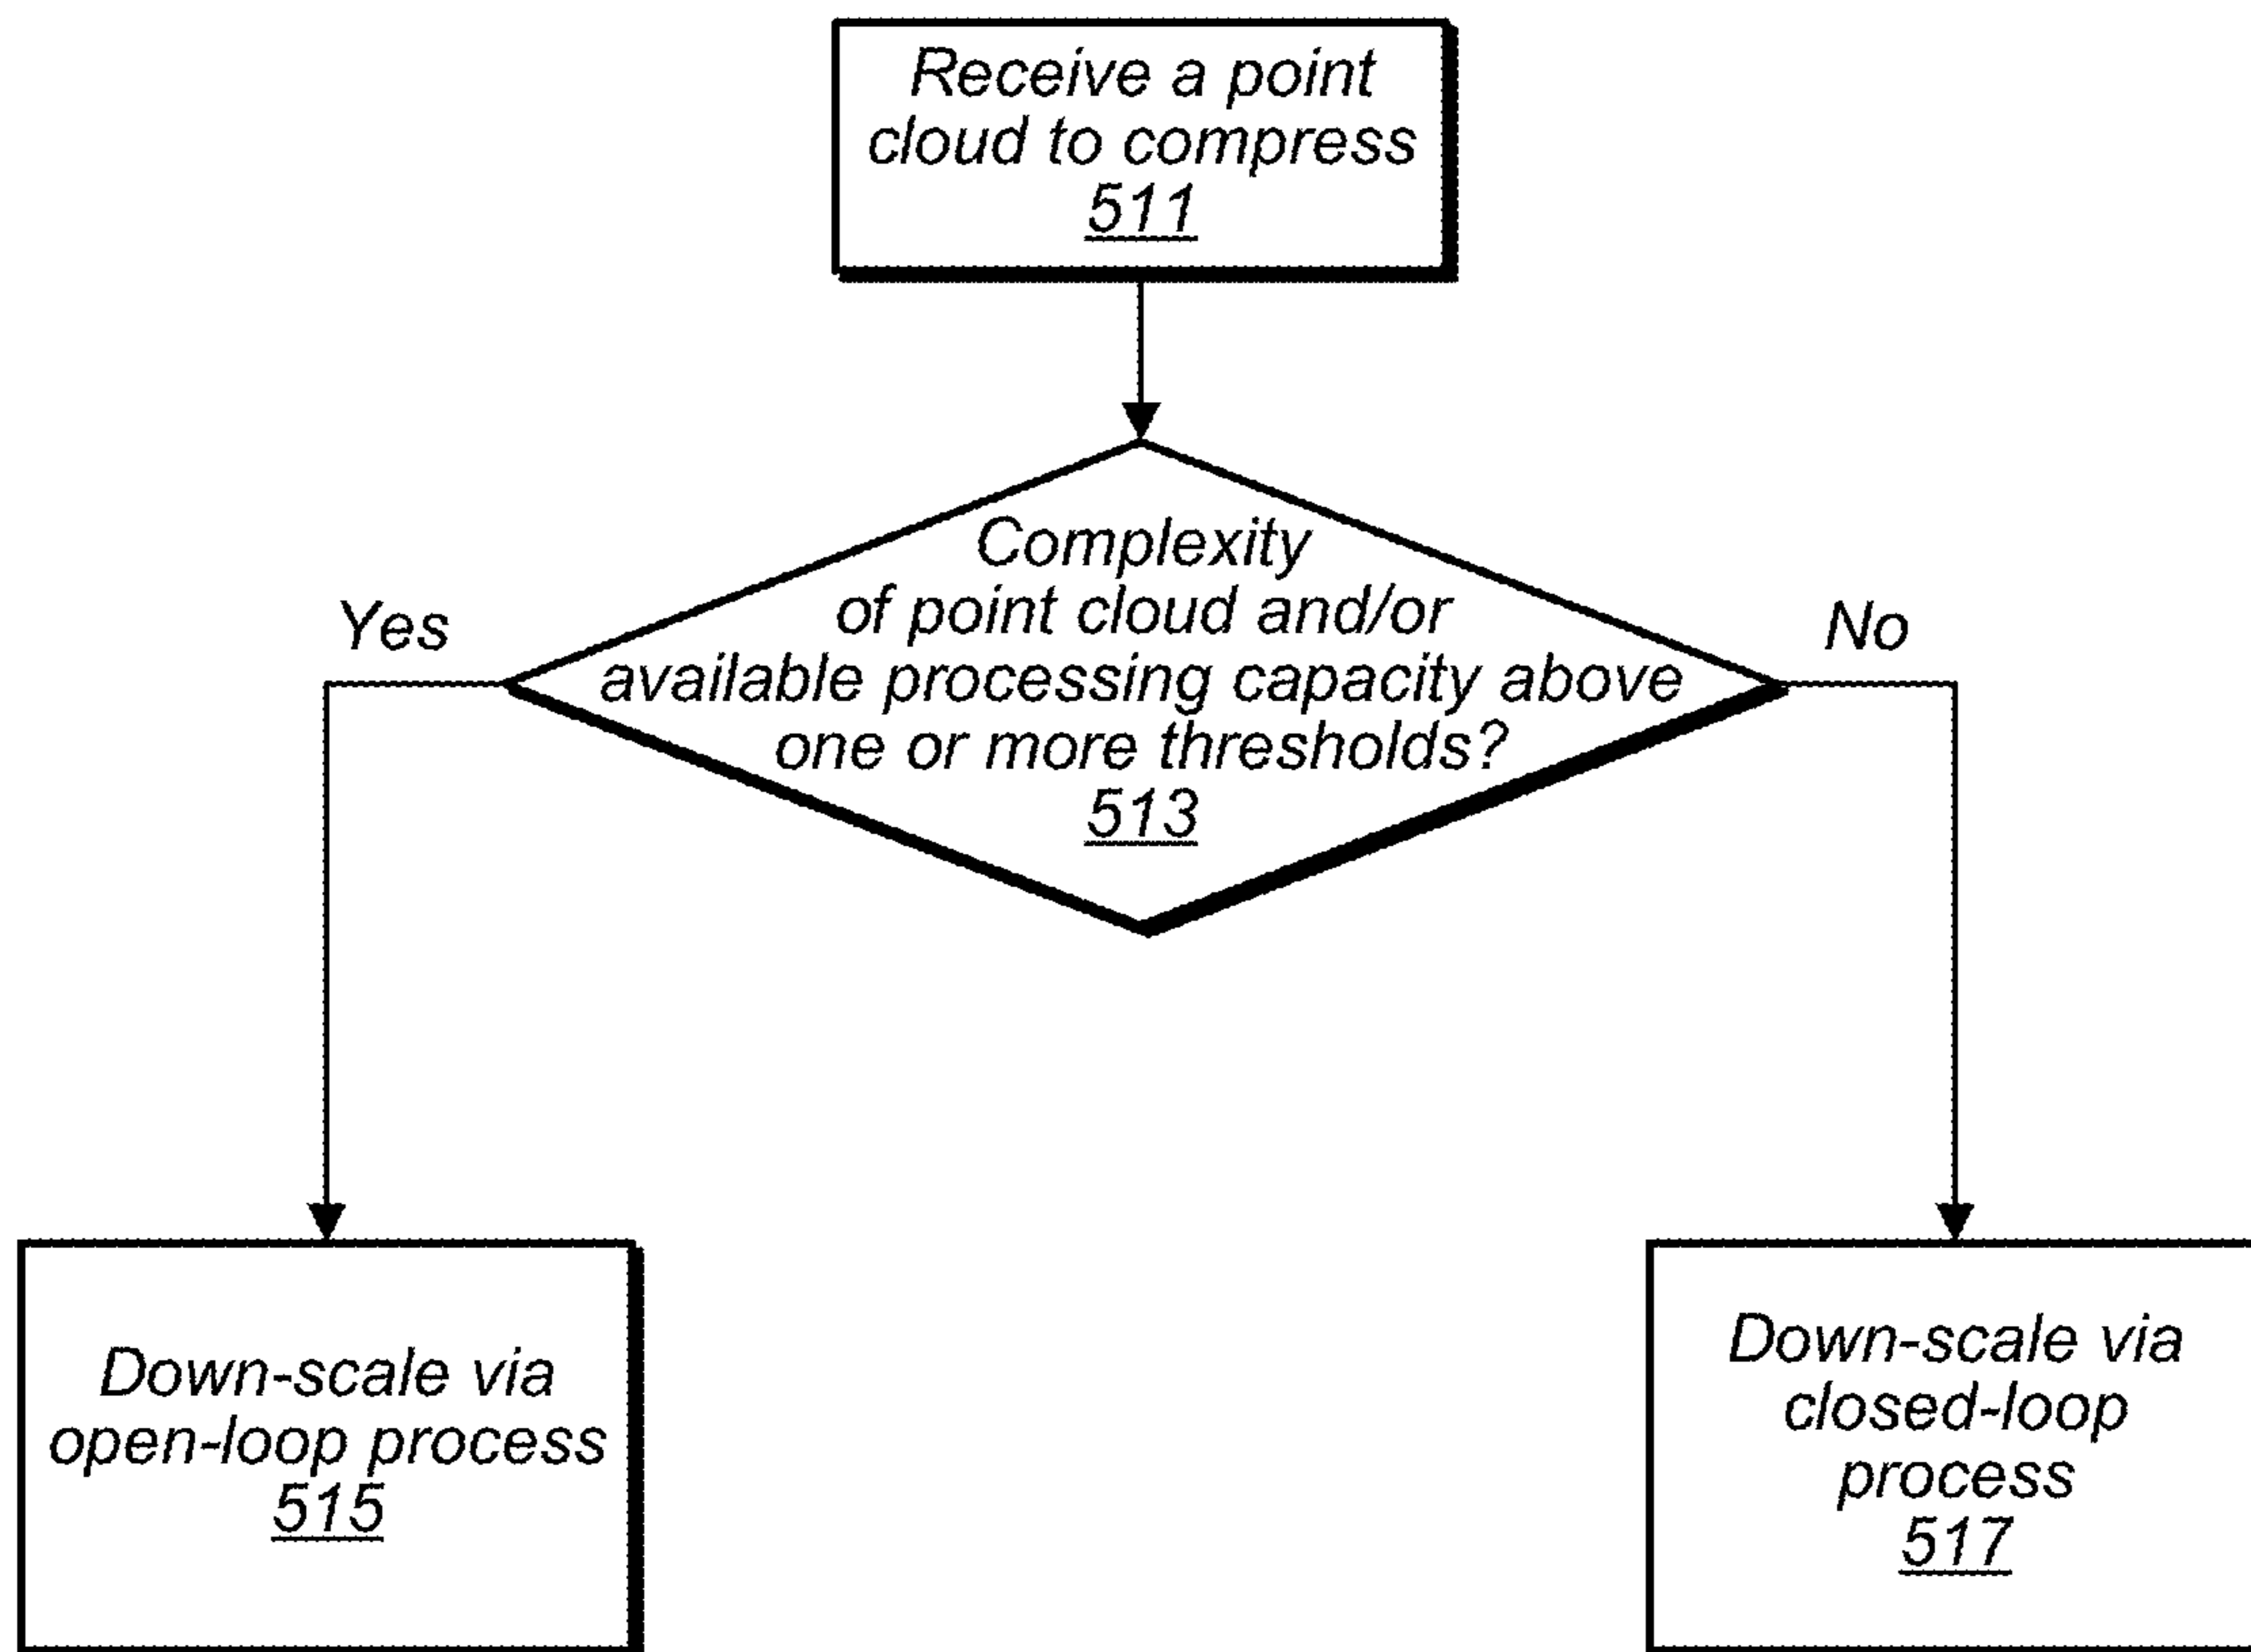 Receive a point
cloud to compress
511
Complexity
of point cloud and/or
available processing capacity above
one or more thresholds?
513
Yes
No
Down-scale via
open-loop process
515
Down-scale via
closed-loop
process
517